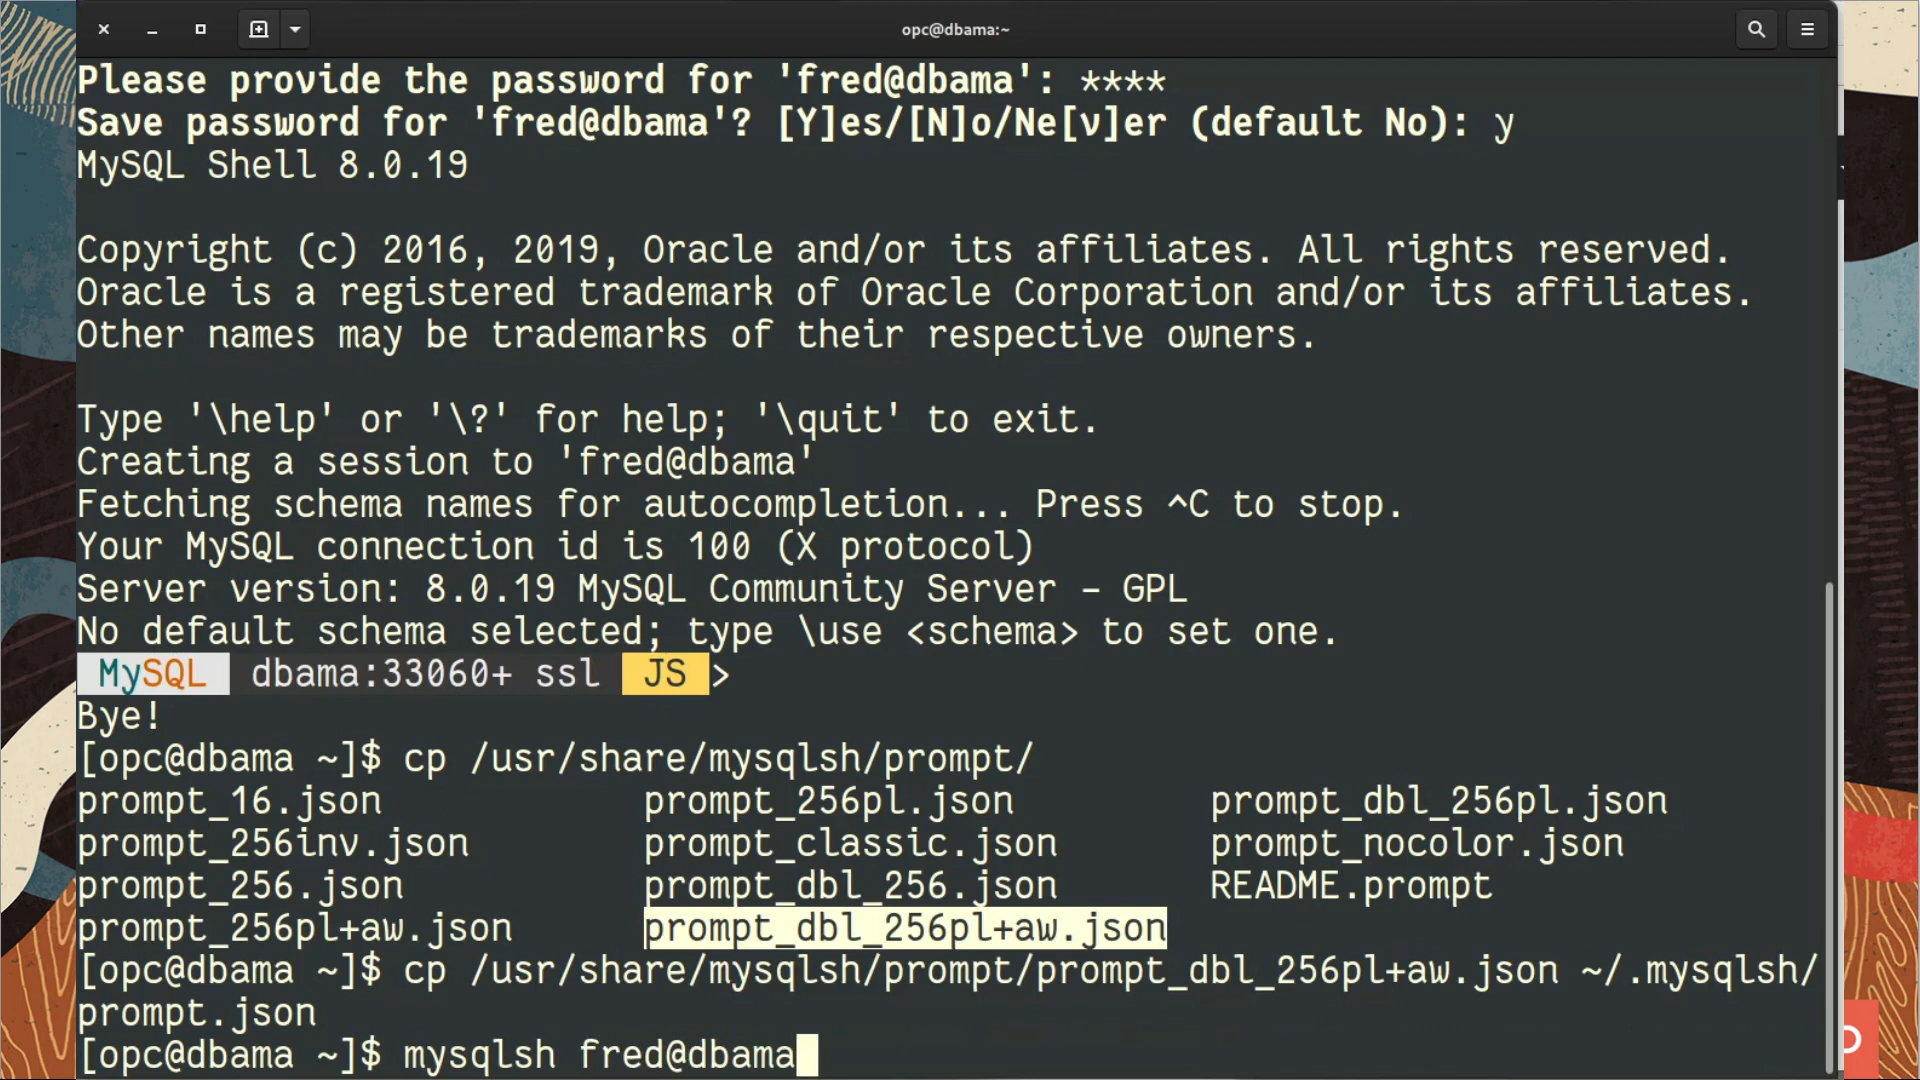 opc@dbama:~
Please provide the password for 'fred@dbama': ****
Save password for 'fred@dbama'? [Y]es/[N]o/Ne[v]er (default No): y
MySQL Shell 8.0.19
Copyright (c) 2016, 2019, Oracle and/or its affiliates. All rights reserved.
Oracle is a registered trademark of Oracle Corporation and/or its affiliates.
Other names may be trademarks of their respective owners.
Type '\help' or '\?' for help; '\quit' to exit.
Creating a session to 'fred@dbama'
Fetching schema names for autocompletion... Press ^C to stop.
Your MySQL connection id is 100 (X protocol)
Server version: 8.0.19 MySQL Community Server - GPL
No default schema selected; type \use <schema> to set one.
MySQL dbama:33060+ ssl JS >
Bye!
[opc@dbama ~]$ cp /usr/share/mysqlsh/prompt/
prompt_16.json prompt_256pl.json prompt_dbl_256pl.json
prompt_256inv.json prompt_classic.json prompt_nocolor.json
prompt_256.json prompt_dbl_256.json README.prompt
prompt_256pl+aw.json prompt_dbl_256pl+aw.json
[opc@dbama ~]$ cp /usr/share/mysqlsh/prompt/prompt_dbl_256pl+aw.json ~/.mysqlsh/
prompt.json
[opc@dbama ~]$ mysqlsh fred@dbama